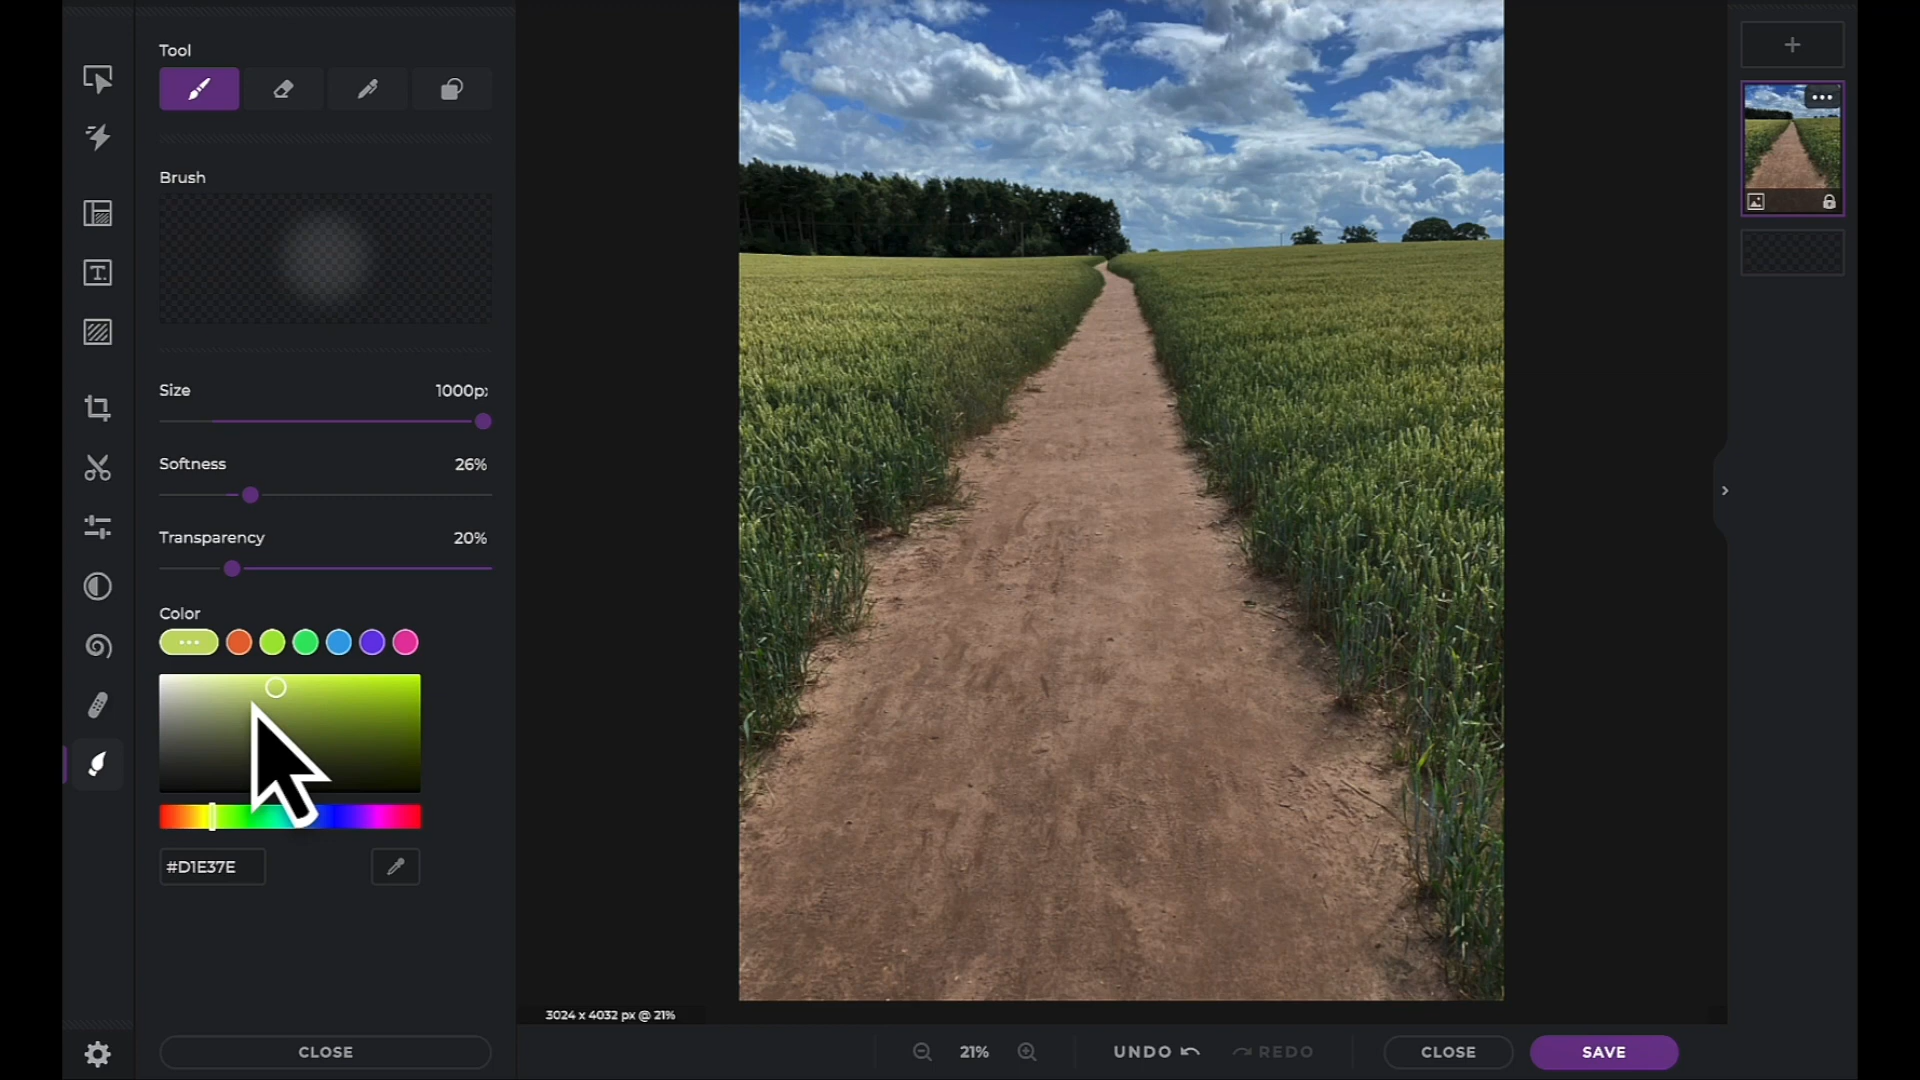 Tool
Brush
Size 1000px
Softness 26%
Transparency 20%
Color
#D1E37E
CLOSE
3024 x 4032 px @ 21%
21%
UNDO
REDO
CLOSE
SAVE